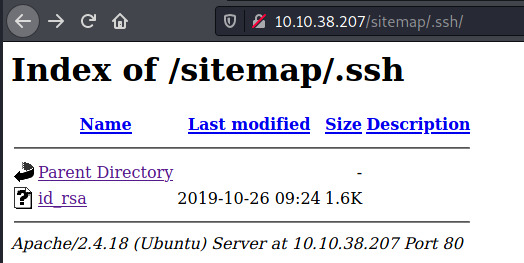 10.10.38.207/sitemap/.ssh/
Index of /sitemap/.ssh
Name Last modified Size Description
Parent Directory -
id_rsa 2019-10-26 09:24 1.6K
Apache/2.4.18 (Ubuntu) Server at 10.10.38.207 Port 80